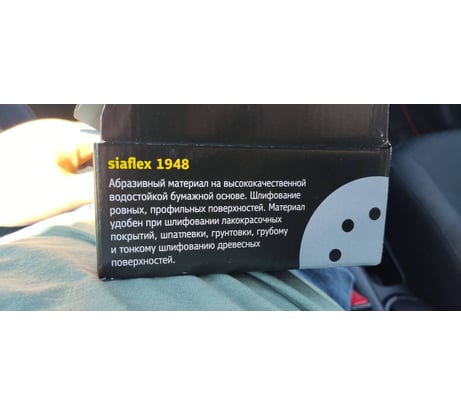 siaflex 1948
Абразивный материал на высококачественной
водостойкой бумажной основе. Шлифование
ровных, профильных поверхностей. Материал
удобен при шлифовании лакокрасочных
покрытий, шпатлевки, грунтовки, грубому
и тонкому шлифованию древесных
поверхностей.